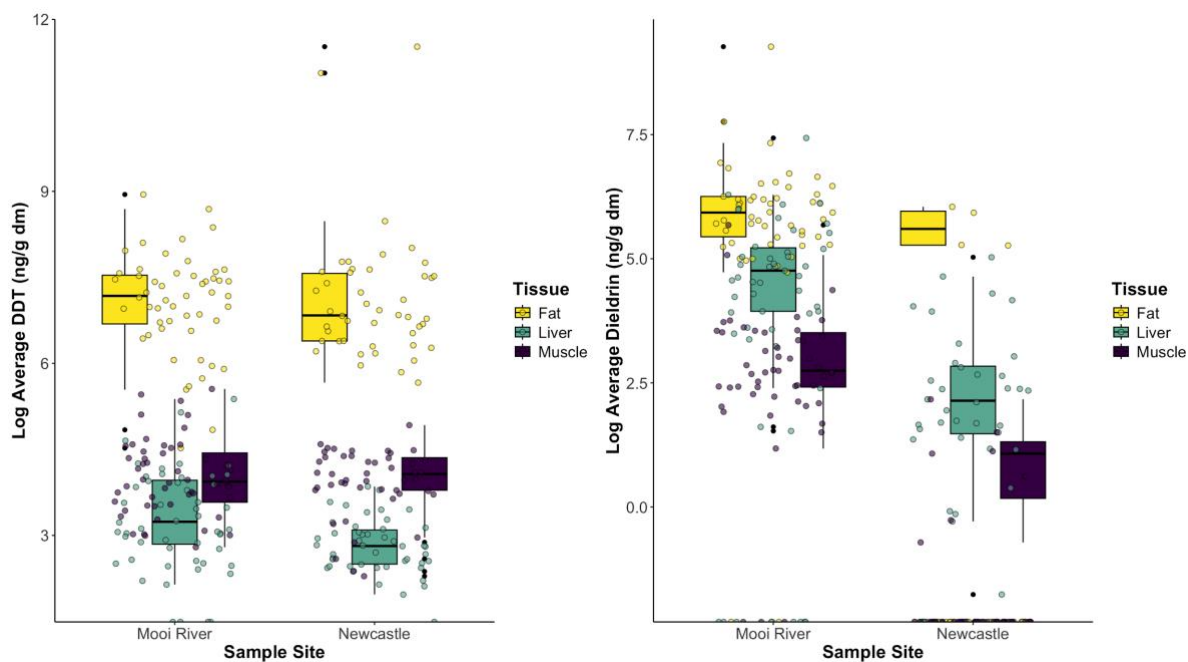 Log Average DDT (ng/g dm)
12
9
6
3
Mooi River
Newcastle
Sample Site
Tissue
Fat
Liver
Muscle
Log Average Dieldrin (ng/g dm)
7.5
5.0
2.5
0.0
Mooi River
Newcastle
Sample Site
Tissue
Fat
Liver
Muscle